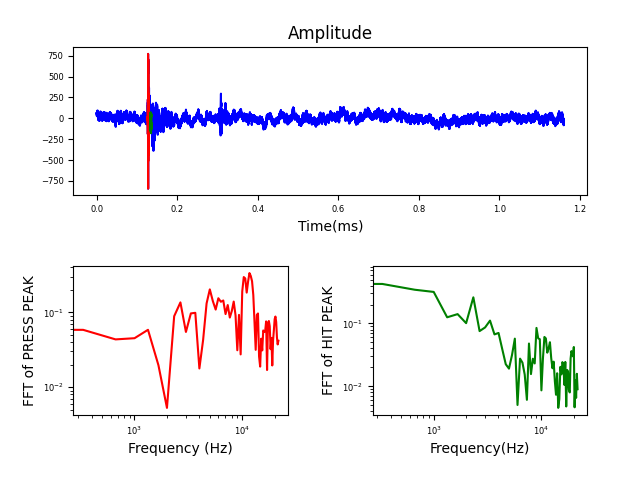 Amplitude
750
500
250
0
−250
−500
−750
0.0 0.2 0.4 0.6 0.8 1.0 1.2
Time(ms)
FFT of PRESS PEAK
10⁻¹
10⁻²
10³ 10⁴
Frequency (Hz)
FFT of HIT PEAK
10⁻¹
10⁻²
10³ 10⁴
Frequency(Hz)